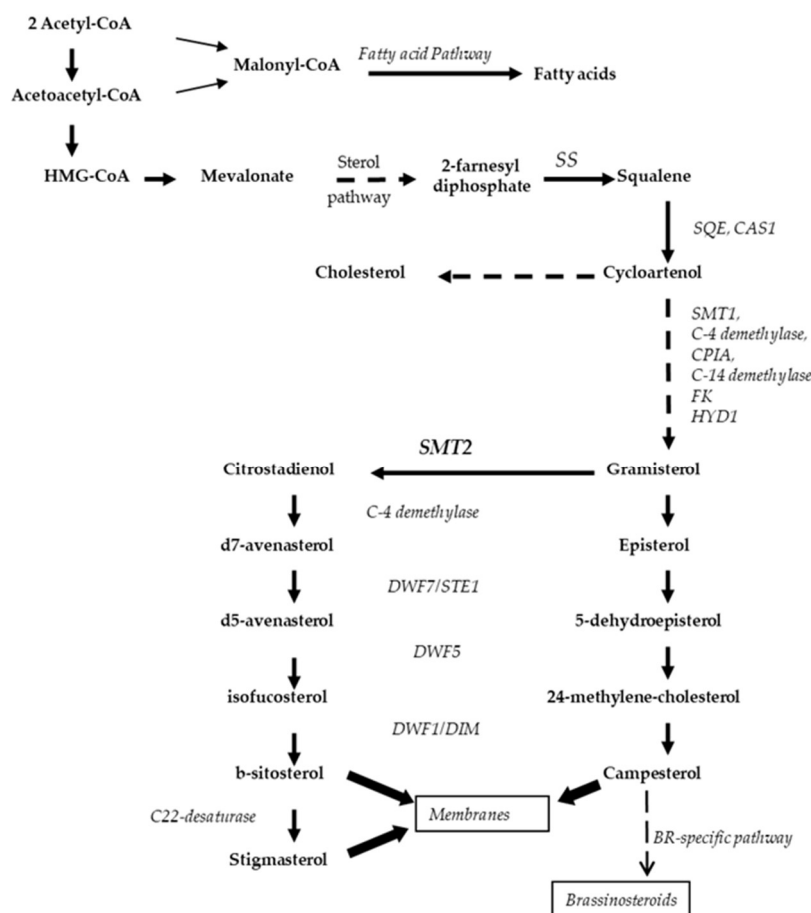 2 Acetyl-CoA
Malonyl-CoA
Fatty acid Pathway
Fatty acids
Acetoacetyl-CoA
HMG-CoA
Mevalonate
Sterol
pathway
2-farnesyl
diphosphate
SS
Squalene
SQE, CAS1
Cholesterol
Cycloartenol
SMT1,
C-4 demethylase,
CPIA,
C-14 demethylase
FK
HYD1
Citrostadienol
SMT2
Gramisterol
C-4 demethylase
d7-avenasterol
Episterol
DWF7/STE1
d5-avenasterol
5-dehydroepisterol
DWF5
isofucosterol
24-methylene-cholesterol
DWF1/DIM
b-sitosterol
Campesterol
C22-desaturase
Membranes
Stigmasterol
BR-specific pathway
Brassinosteroids